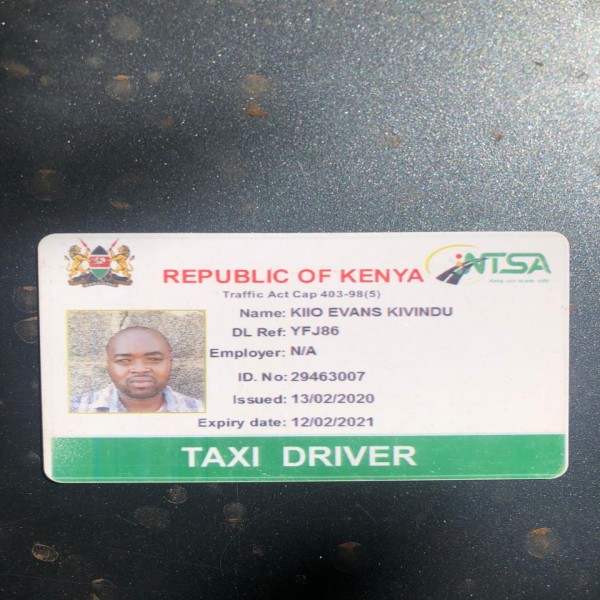 REPUBLIC OF KENYA
NTSA
Traffic Act Cap 403-98(5)
Name: KIIO EVANS KIVINDU
DL Ref: YFJ86
Employer: N/A
ID. No: 29463007
Issued: 13/02/2020
Expiry date: 12/02/2021
TAXI DRIVER